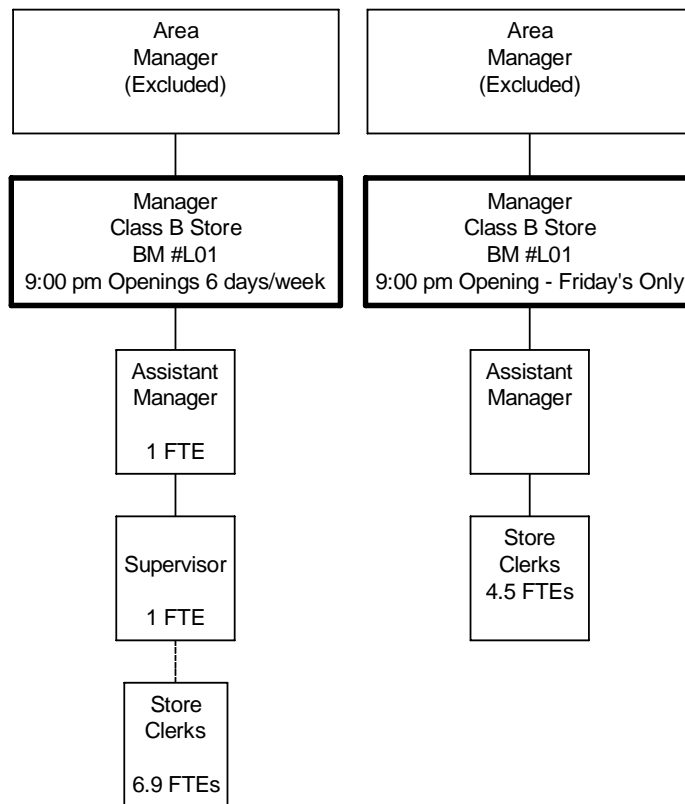 Area
Manager
(Excluded)
Manager
Class B Store
BM #L01
9:00 pm Openings 6 days/week
Assistant
Manager
1 FTE
Supervisor
1 FTE
Store
Clerks
6.9 FTEs
Area
Manager
(Excluded)
Manager
Class B Store
BM #L01
9:00 pm Opening - Friday's Only
Assistant
Manager
Store
Clerks
4.5 FTEs